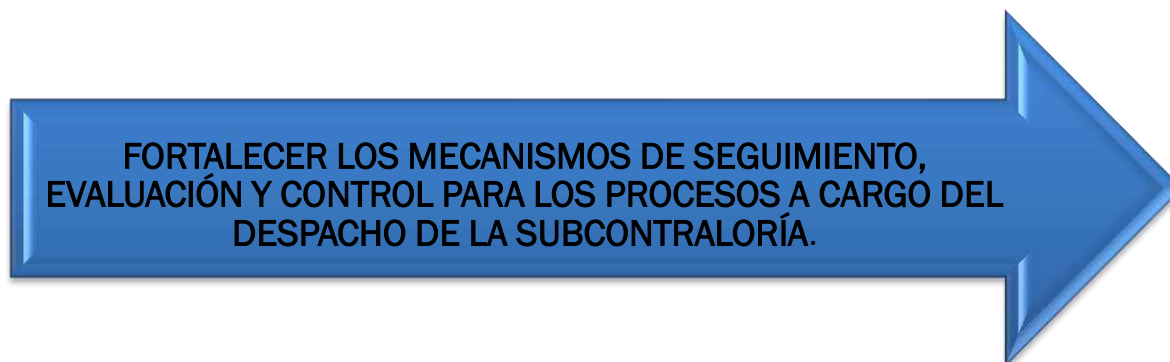 FORTALECER LOS MECANISMOS DE SEGUIMIENTO,
EVALUACIÓN Y CONTROL PARA LOS PROCESOS A CARGO DEL
DESPACHO DE LA SUBCONTRALORÍA.